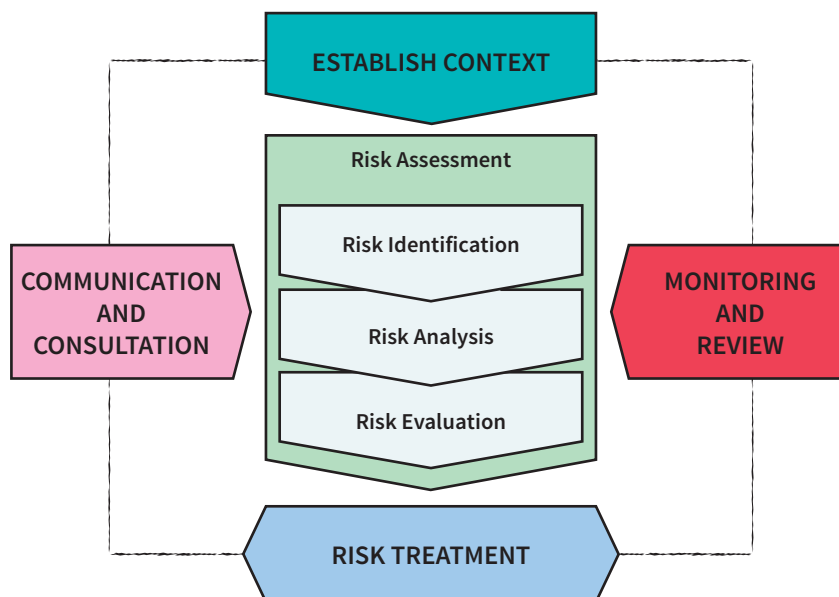 ESTABLISH CONTEXT
Risk Assessment
Risk Identification
Risk Analysis
Risk Evaluation
COMMUNICATION
AND
CONSULTATION
MONITORING
AND
REVIEW
RISK TREATMENT